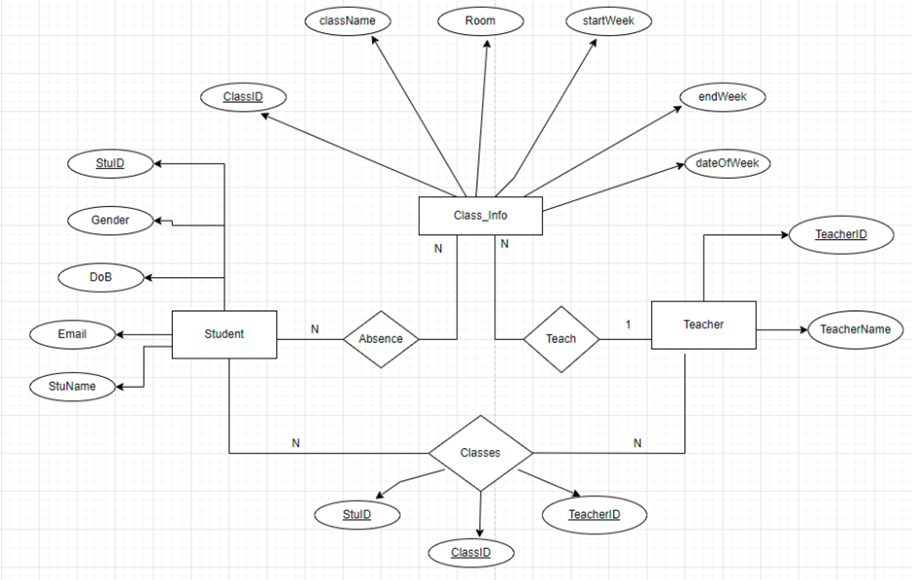 className
Room
startWeek
ClassID
endWeek
StuID
dateOfWeek
Gender
Class_Info
TeacherID
N
N
DoB
Email
Student
N
Absence
Teach
1
Teacher
TeacherName
StuName
N
Classes
N
StuID
TeacherID
ClassID